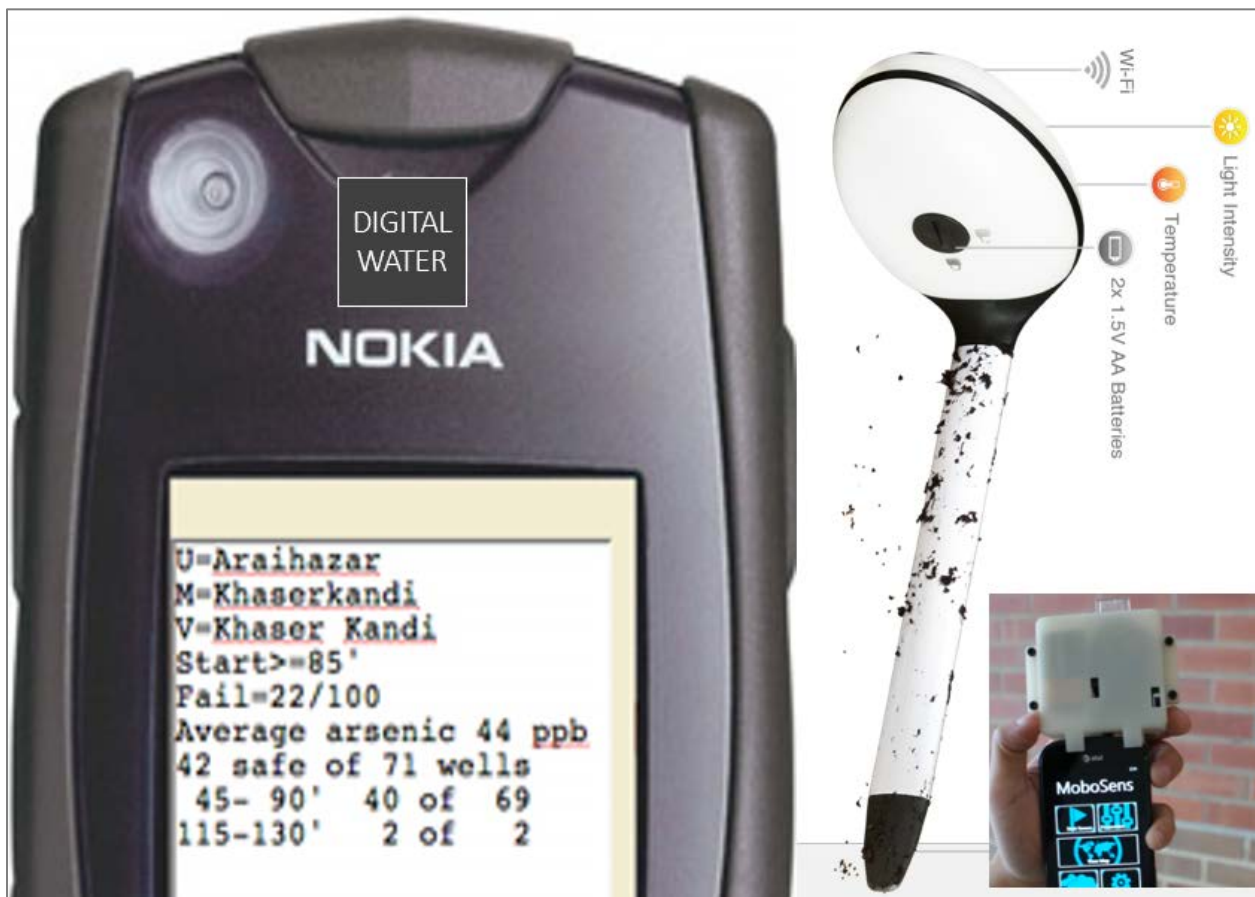 DIGITAL
WATER
NOKIA
U=Araihazar
M=Khaserkandi
V=Khaser Kandi
Start>=85'
Fail=22/100
Average arsenic 44 ppb
42 safe of 71 wells
45- 90' 40 of 69
115-130' 2 of 2
Wi-Fi
Light Intensity
Temperature
2x 1.5V AA Batteries
MoboSens